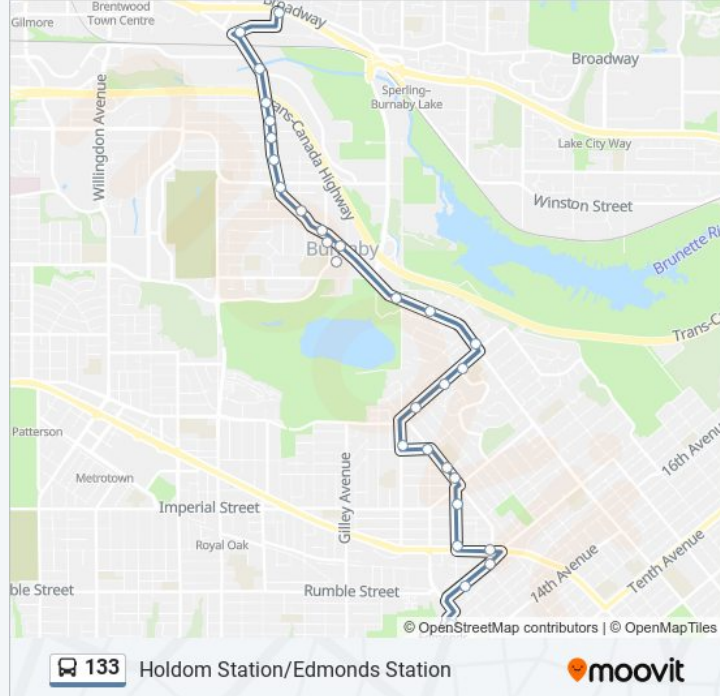 Gilmore
Brentwood
Town Centre
Broadway
Broadway
Sperling–
Burnaby Lake
Willingdon Avenue
Trans-Canada Highway
Lake City Way
Winston Street
Burnaby
Brunette Ri
Trans-C
Patterson
Metrotown
Gilley Avenue
16th Avenu
Imperial Street
Royal Oak
14th Avenue
Tenth Avenue
ble Street
Rumble Street
© OpenStreetMap contributors | © OpenMapTiles
133 Holdom Station/Edmonds Station
moovit